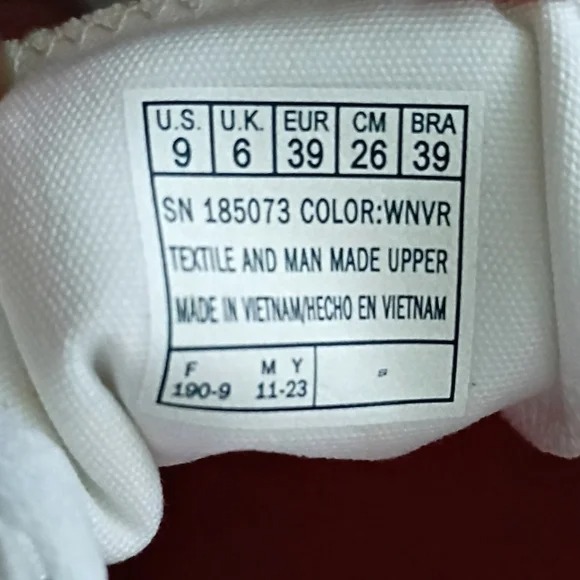 U.S. U.K. EUR CM BRA
9 6 39 26 39
SN 185073 COLOR:WNVR
TEXTILE AND MAN MADE UPPER
MADE IN VIETNAM/HECHO EN VIETNAM
F M Y
190-9 11-23